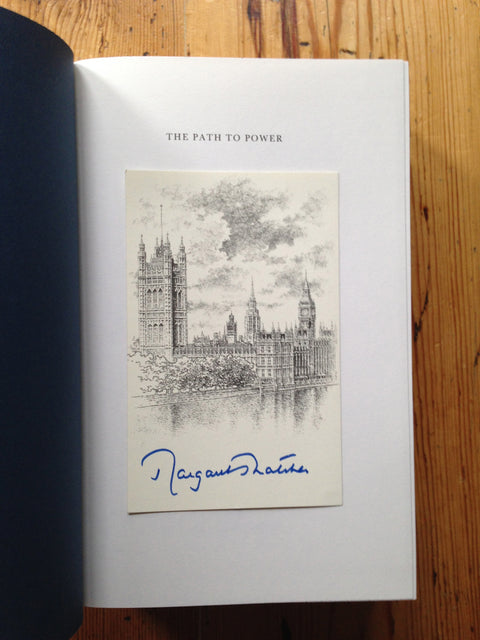 THE PATH TO POWER
Margaret Thatcher